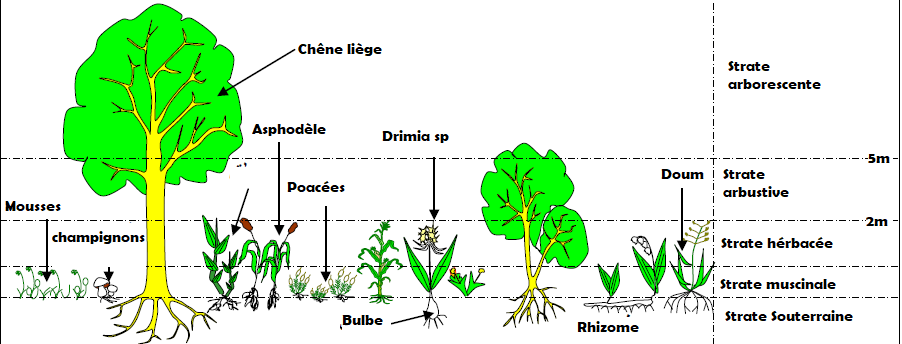 Chêne liège
Strate
arborescente
Asphodèle
Drimia sp
5m
Poacées
Doum
Strate
arbustive
Mousses
2m
champignons
Strate hérbacée
Strate muscinale
Bulbe
Rhizome
Strate Souterraine